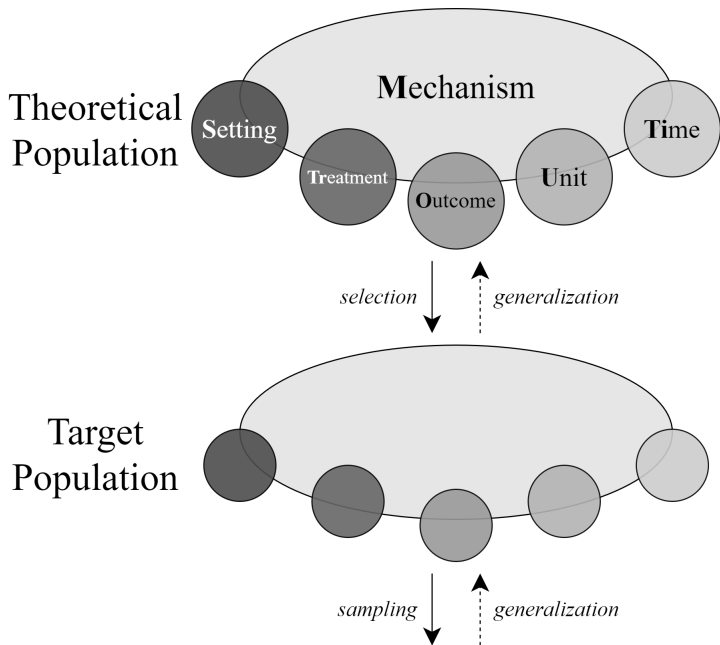 Mechanism
Theoretical
Population
Setting
Treatment
Outcome
Unit
Time
selection
generalization
Target
Population
sampling
generalization